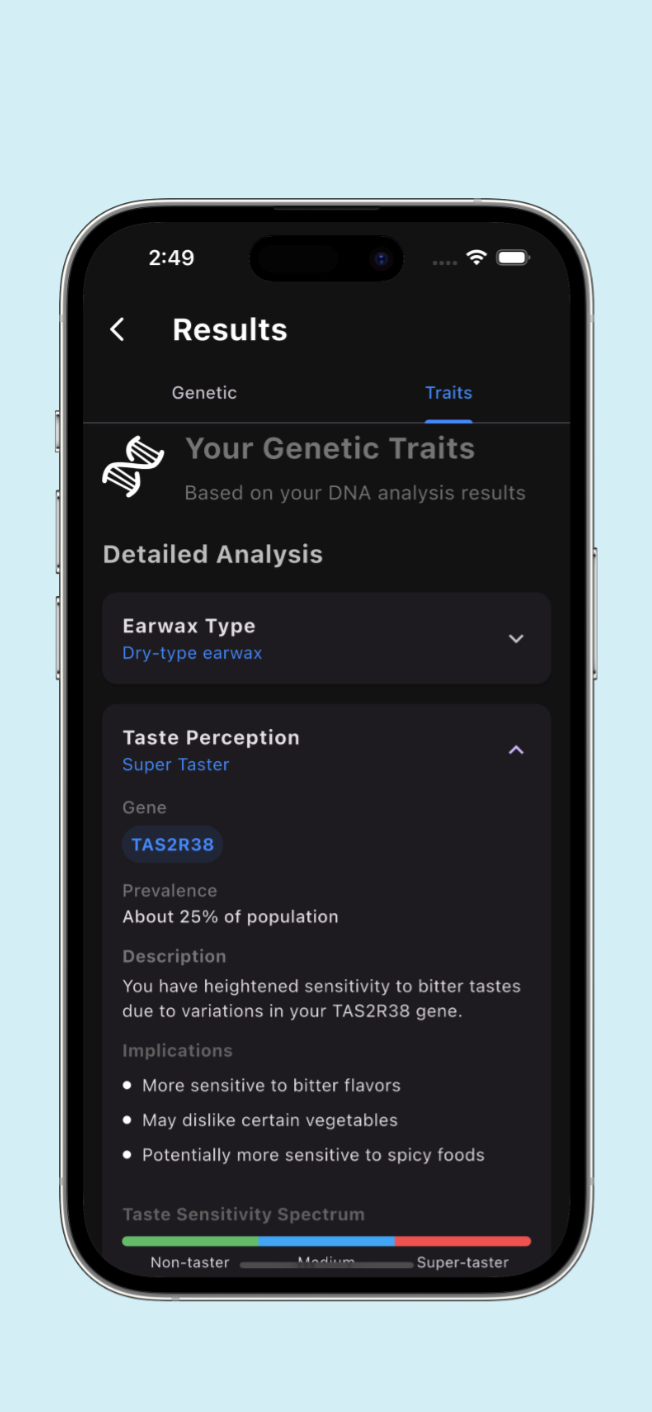 2:49
Results
Genetic
Traits
Your Genetic Traits
Based on your DNA analysis results
Detailed Analysis
Earwax Type
Dry-type earwax
Taste Perception
Super Taster
Gene
TAS2R38
Prevalence
About 25% of population
Description
You have heightened sensitivity to bitter tastes
due to variations in your TAS2R38 gene.
Implications
More sensitive to bitter flavors
May dislike certain vegetables
Potentially more sensitive to spicy foods
Taste Sensitivity Spectrum
Non-taster Medium Super-taster